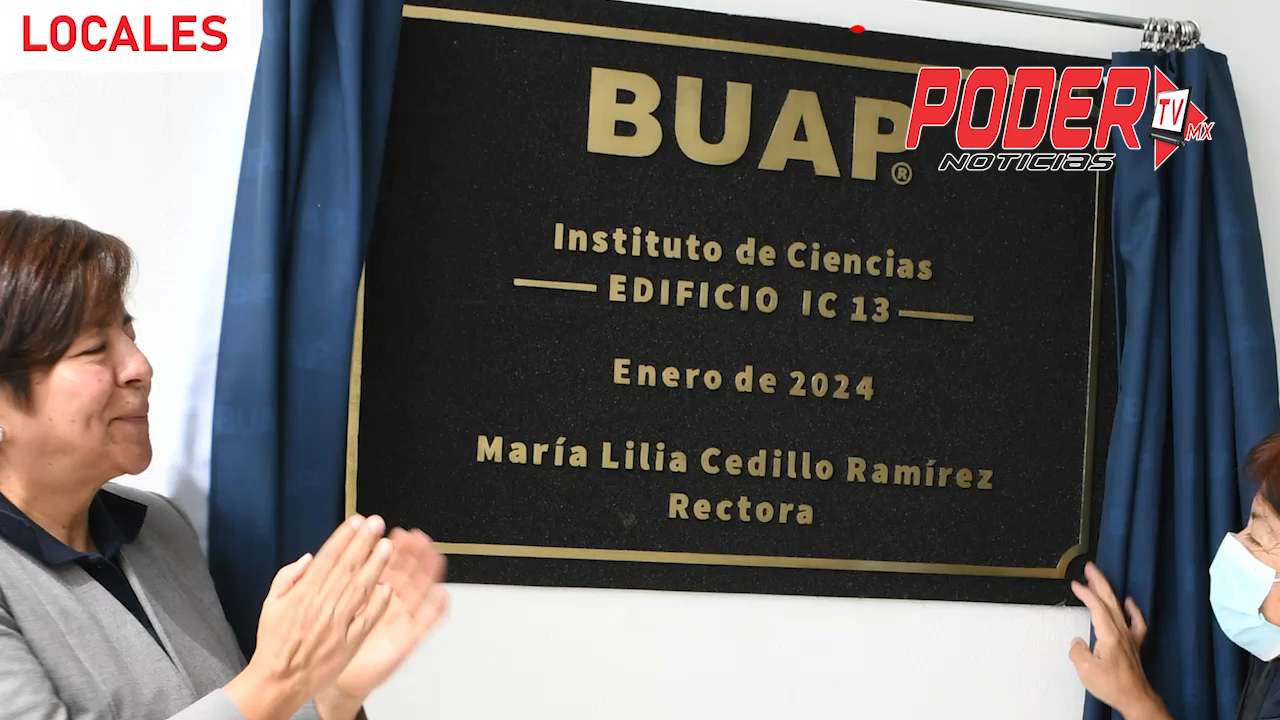 LOCALES
BUAP®
PODER TV MX
NOTICIAS
Instituto de Ciencias
EDIFICIO IC 13
Enero de 2024
María Lilia Cedillo Ramírez
Rectora